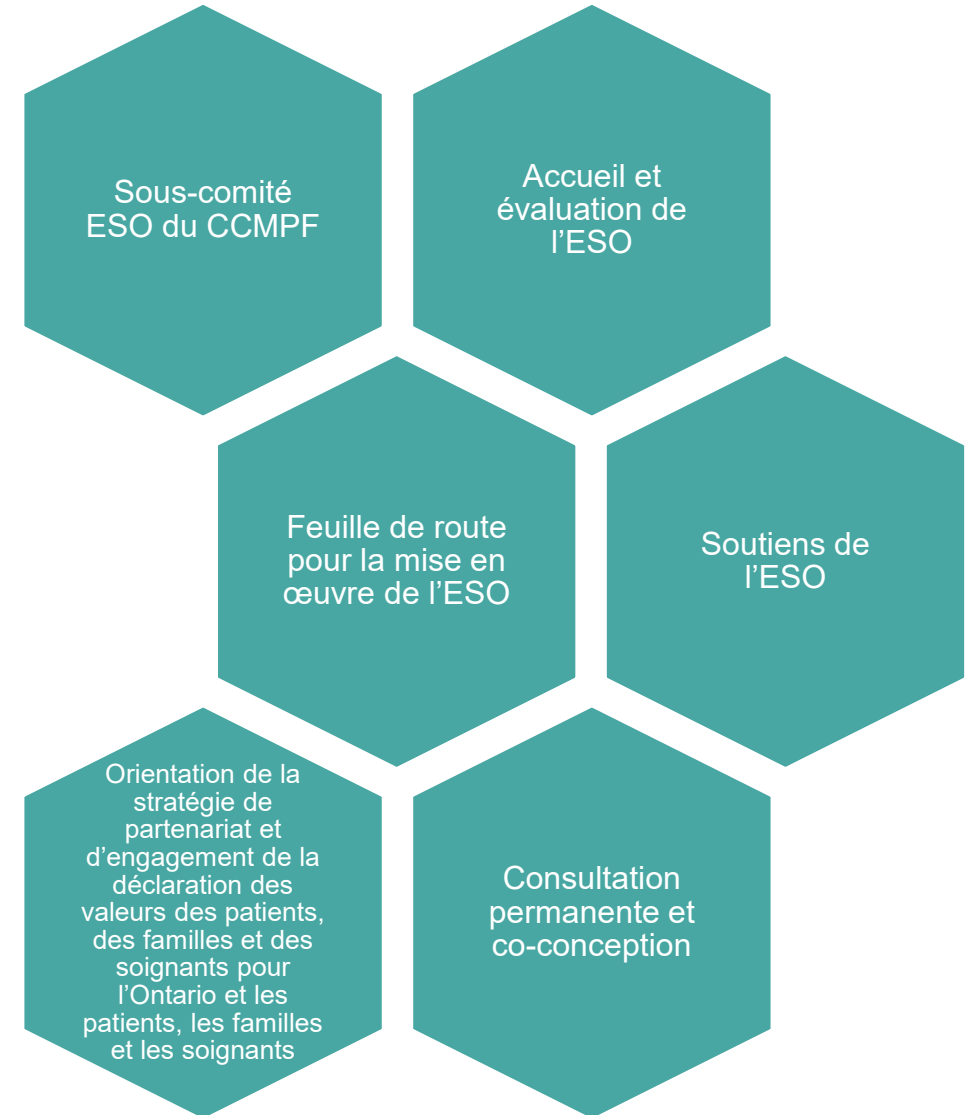 Sous-comité
ESO du CCMPF
Accueil et
évaluation de
l’ESO
Feuille de route
pour la mise en
œuvre de l’ESO
Soutiens de
l’ESO
Orientation de la
stratégie de
partenariat et
d’engagement de la
déclaration des
valeurs des patients,
des familles et des
soignants pour
l’Ontario et les
patients, les familles
et les soignants
Consultation
permanente et
co-conception